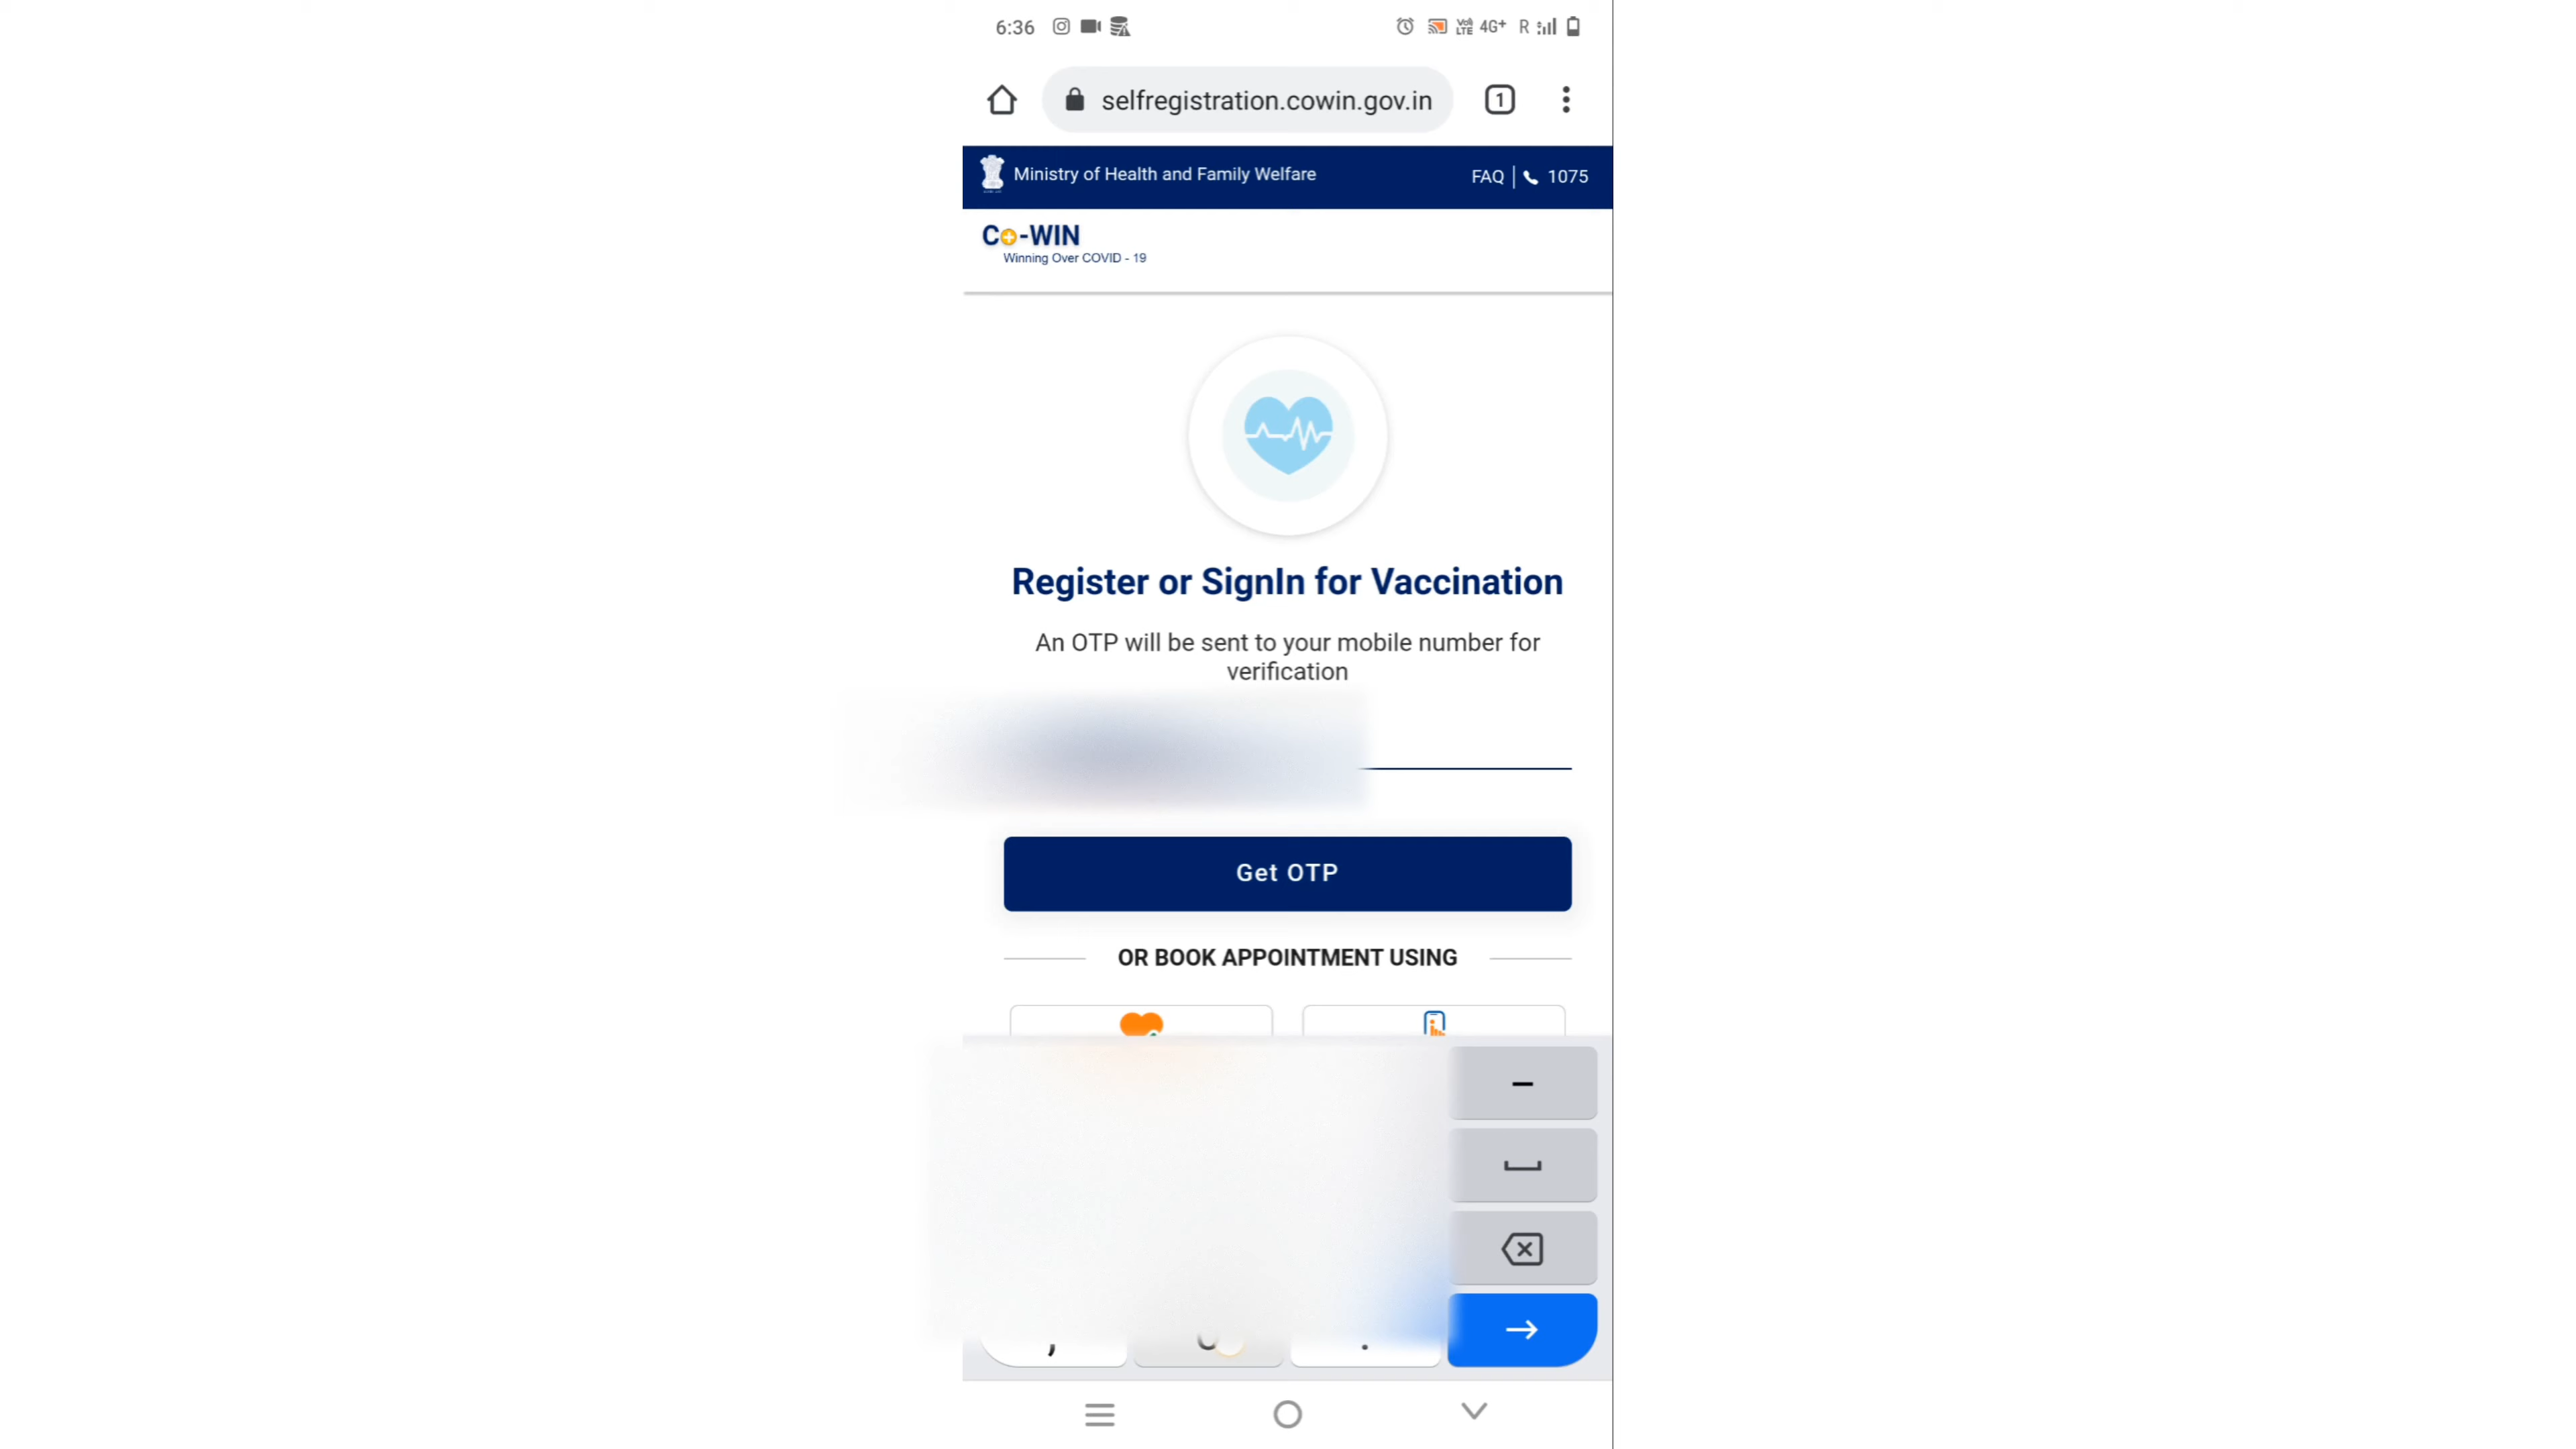 6:36 Vo) LTE 4G+ R
selfregistration.cowin.gov.in 1
Ministry of Health and Family Welfare FAQ 1075
Co-WIN
Winning Over COVID - 19
Register or SignIn for Vaccination
An OTP will be sent to your mobile number for
verification
Get OTP
OR BOOK APPOINTMENT USING